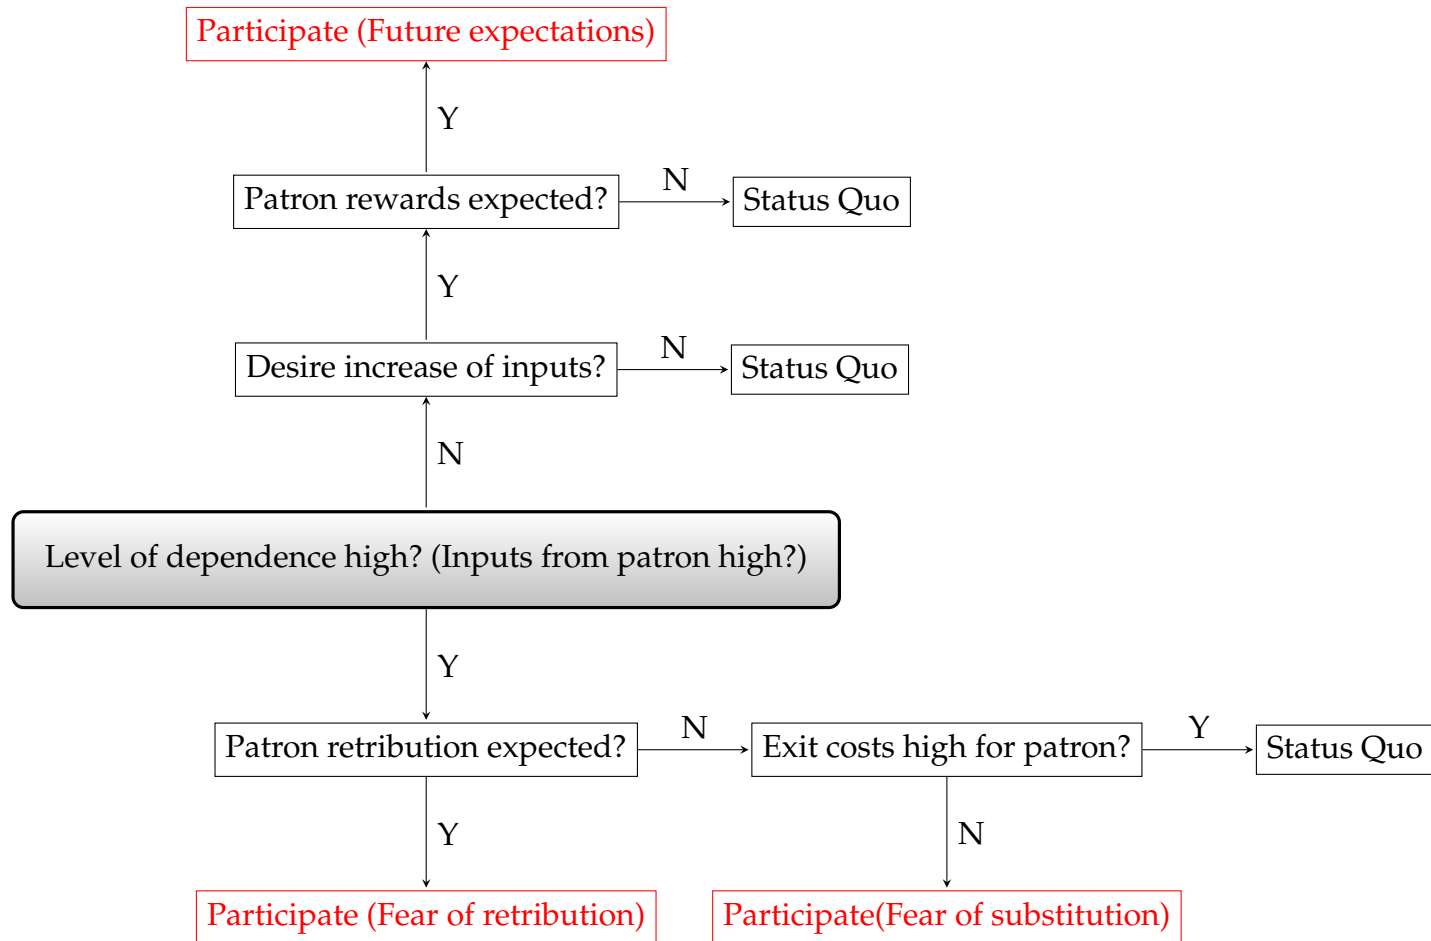 Participate (Future expectations)
Y
Patron rewards expected?
N
Status Quo
Y
Desire increase of inputs?
N
Status Quo
N
Level of dependence high? (Inputs from patron high?)
Y
Patron retribution expected?
N
Exit costs high for patron?
Y
Status Quo
Y
N
Participate (Fear of retribution)
Participate(Fear of substitution)